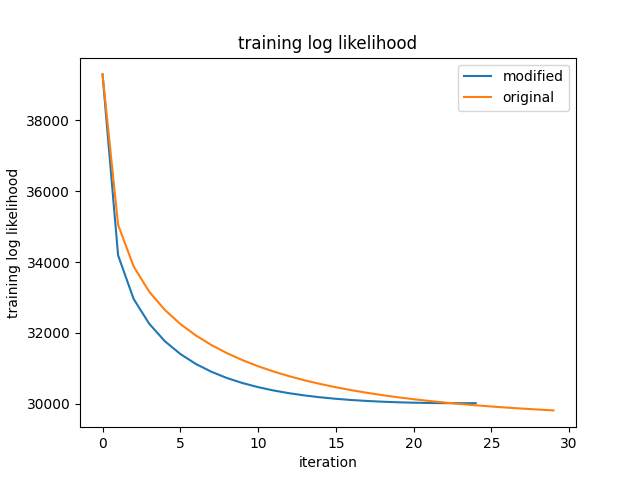 training log likelihood
modified
original
training log likelihood
38000
36000
34000
32000
30000
0 5 10 15 20 25 30
iteration